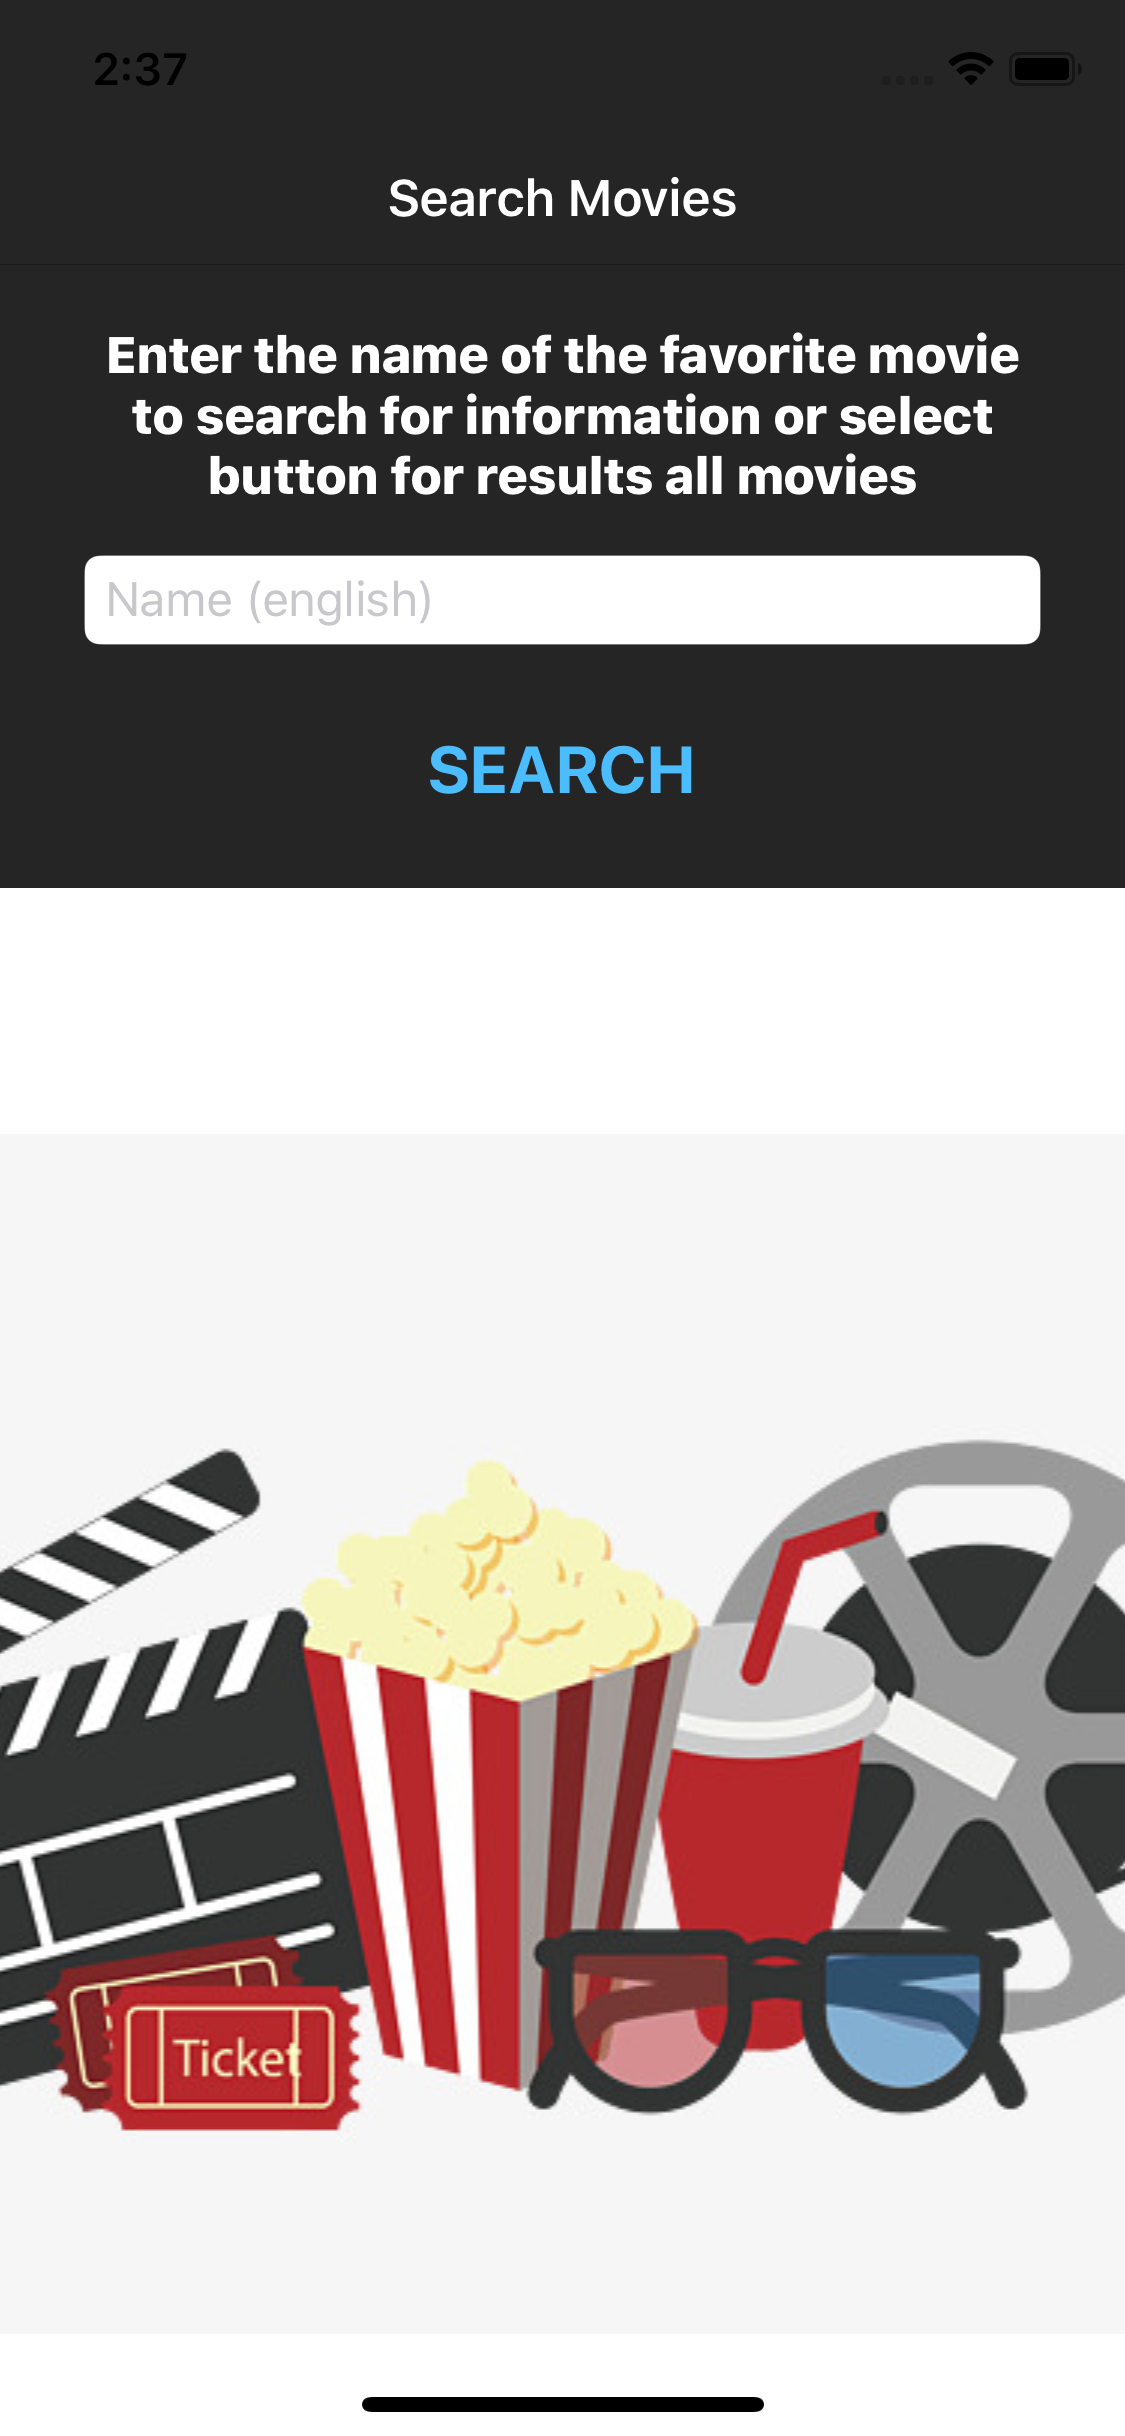 2:37
Search Movies
Enter the name of the favorite movie
to search for information or select
button for results all movies
Name (english)
SEARCH
Ticket